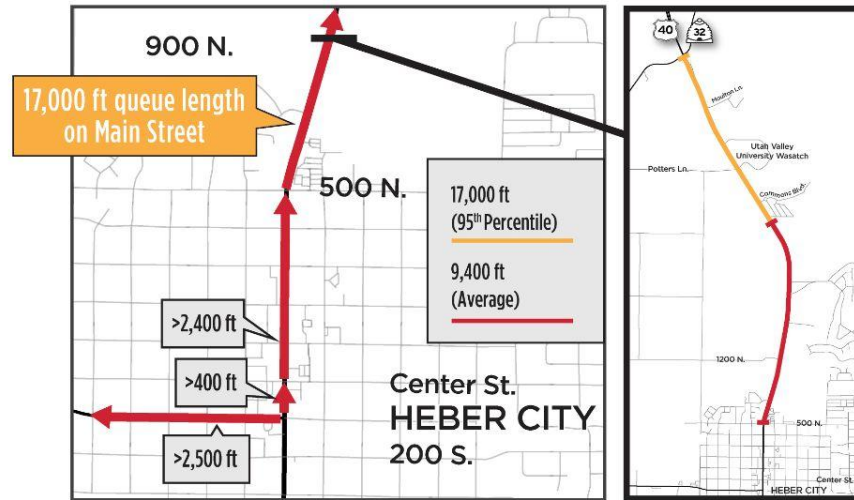 900 N.
17,000 ft queue length
on Main Street
500 N.
17,000 ft
(95th Percentile)
9,400 ft
(Average)
>2,400 ft
>400 ft
>2,500 ft
Center St.
HEBER CITY
200 S.
40
32
Moulton Ln.
Utah Valley
University Wasatch
Potters Ln.
Commons Blvd.
1200 N.
500 N.
Center St.
HEBER CITY